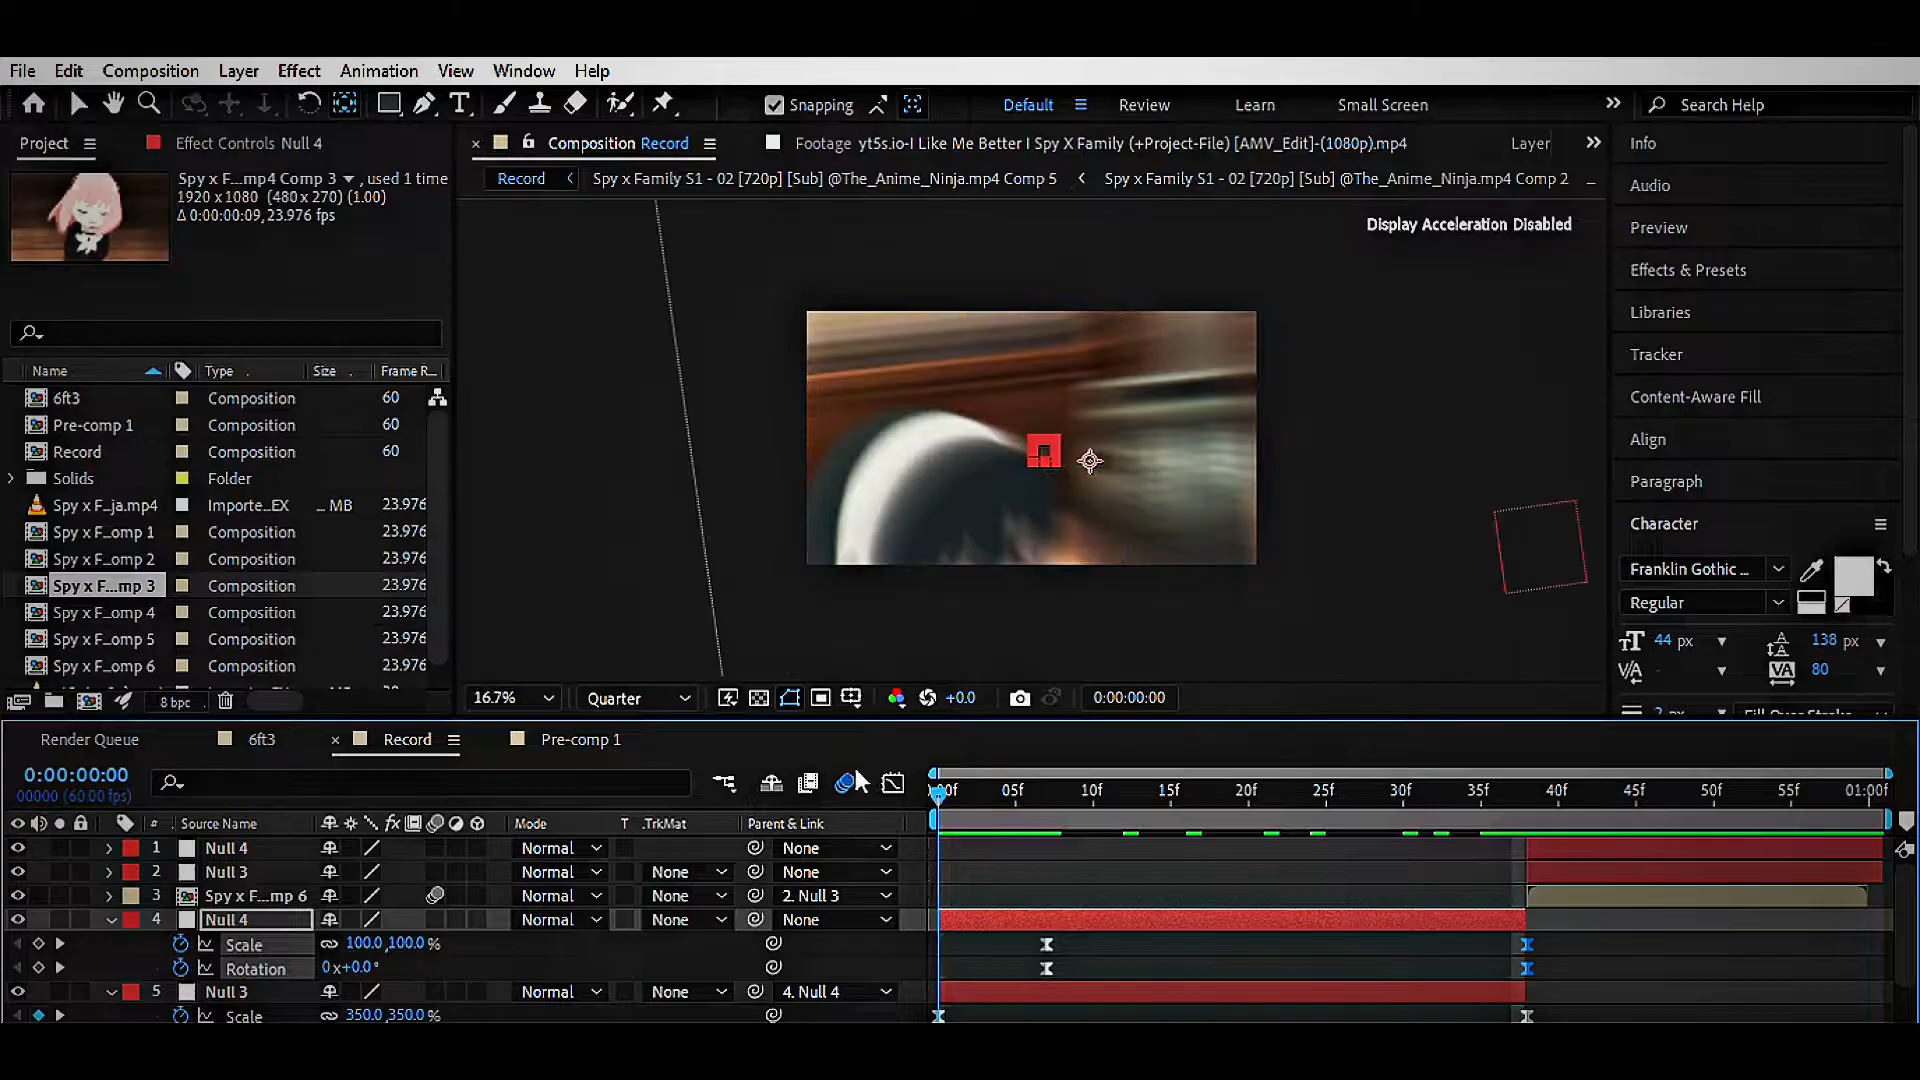 File Edit Composition Layer Effect Animation View Window Help
Snapping Default Review Learn Small Screen Search Help
Project Effect Controls Null 4 Composition Record Footage yt5s.io-I Like Me Better I Spy X Family (+Project-File) [AMV_Edit]-(1080p).mp4 Layer Info
Spy x F...mp4 Comp 3 , used 1 time
1920 x 1080 (480 x 270) (1.00)
Δ 0:00:00:09, 23.976 fps
Record Spy x Family S1 - 02 [720p] [Sub] @The_Anime_Ninja.mp4 Comp 5 Spy x Family S1 - 02 [720p] [Sub] @The_Anime_Ninja.mp4 Comp 2
Display Acceleration Disabled
Audio
Preview
Effects & Presets
Libraries
Tracker
Content-Aware Fill
Align
Paragraph
Character
Franklin Gothic ...
Regular
44 px 138 px
80
Name Type Size Frame R...
6ft3 Composition 60
Pre-comp 1 Composition 60
Record Composition 60
Solids Folder
Spy x F...ja.mp4 Importe...EX ... MB 23.976
Spy x F...omp 1 Composition 23.976
Spy x F...omp 2 Composition 23.976
Spy x F...mp 3 Composition 23.976
Spy x F...omp 4 Composition 23.976
Spy x F...omp 5 Composition 23.976
Spy x F...omp 6 Composition 23.976
8 bpc
16.7% Quarter +0.0 0:00:00:00
Render Queue 6ft3 Record Pre-comp 1
0:00:00:00
00000 (60.00 fps)
05f 10f 15f 20f 25f 30f 35f 40f 45f 50f 55f 01:00f
# Source Name fx Mode T .TrkMat Parent & Link
1 Null 4 Normal None
2 Null 3 Normal None None
3 Spy x F...mp 6 Normal None 2. Null 3
4 Null 4 Normal None None
Scale 100.0,100.0 %
Rotation 0x+0.0°
5 Null 3 Normal None 4. Null 4
Scale 350.0,350.0 %